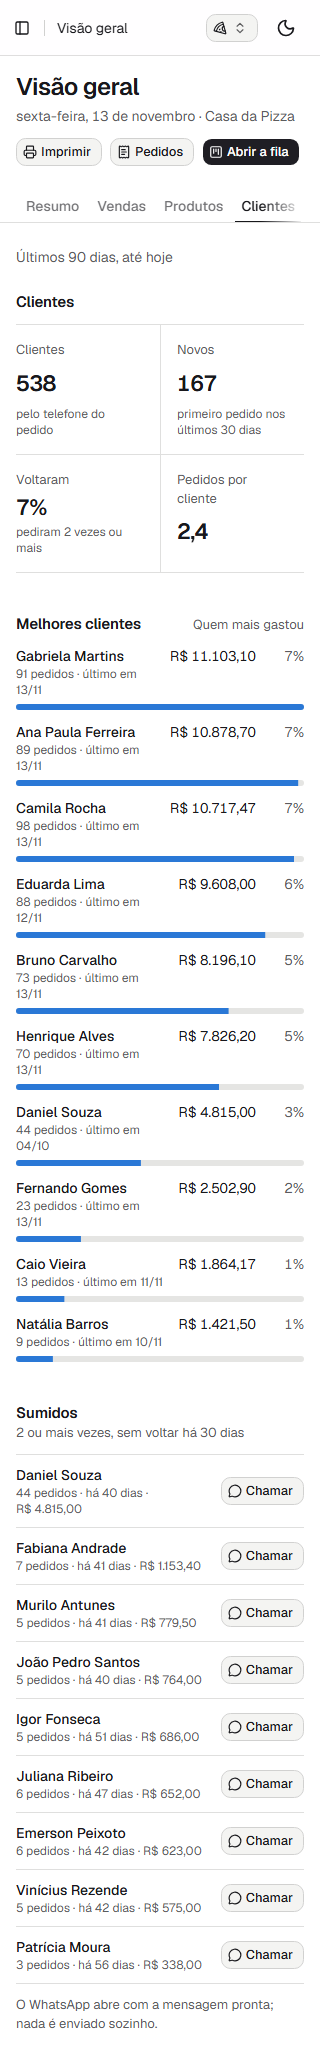 Visão geral
Visão geral
sexta-feira, 13 de novembro · Casa da Pizza
Imprimir
Pedidos
Abrir a fila
Resumo
Vendas
Produtos
Clientes
Últimos 90 dias, até hoje
Clientes
Clientes
538
pelo telefone do
pedido
Novos
167
primeiro pedido nos
últimos 30 dias
Voltaram
7%
pediram 2 vezes ou
mais
Pedidos por
cliente
2,4
Melhores clientes
Quem mais gastou
Gabriela Martins R$ 11.103,10 7%
91 pedidos · último em
13/11
Ana Paula Ferreira R$ 10.878,70 7%
89 pedidos · último em
13/11
Camila Rocha R$ 10.717,47 7%
98 pedidos · último em
13/11
Eduarda Lima R$ 9.608,00 6%
88 pedidos · último em
12/11
Bruno Carvalho R$ 8.196,10 5%
73 pedidos · último em
13/11
Henrique Alves R$ 7.826,20 5%
70 pedidos · último em
13/11
Daniel Souza R$ 4.815,00 3%
44 pedidos · último em
04/10
Fernando Gomes R$ 2.502,90 2%
23 pedidos · último em
13/11
Caio Vieira R$ 1.864,17 1%
13 pedidos · último em 11/11
Natália Barros R$ 1.421,50 1%
9 pedidos · último em 10/11
Sumidos
2 ou mais vezes, sem voltar há 30 dias
Daniel Souza
44 pedidos · há 40 dias ·
R$ 4.815,00
Chamar
Fabiana Andrade
7 pedidos · há 41 dias · R$ 1.153,40
Chamar
Murilo Antunes
5 pedidos · há 41 dias · R$ 779,50
Chamar
João Pedro Santos
5 pedidos · há 40 dias · R$ 764,00
Chamar
Igor Fonseca
5 pedidos · há 51 dias · R$ 686,00
Chamar
Juliana Ribeiro
6 pedidos · há 47 dias · R$ 652,00
Chamar
Emerson Peixoto
6 pedidos · há 42 dias · R$ 623,00
Chamar
Vinícius Rezende
5 pedidos · há 42 dias · R$ 575,00
Chamar
Patrícia Moura
3 pedidos · há 56 dias · R$ 338,00
Chamar
O WhatsApp abre com a mensagem pronta;
nada é enviado sozinho.